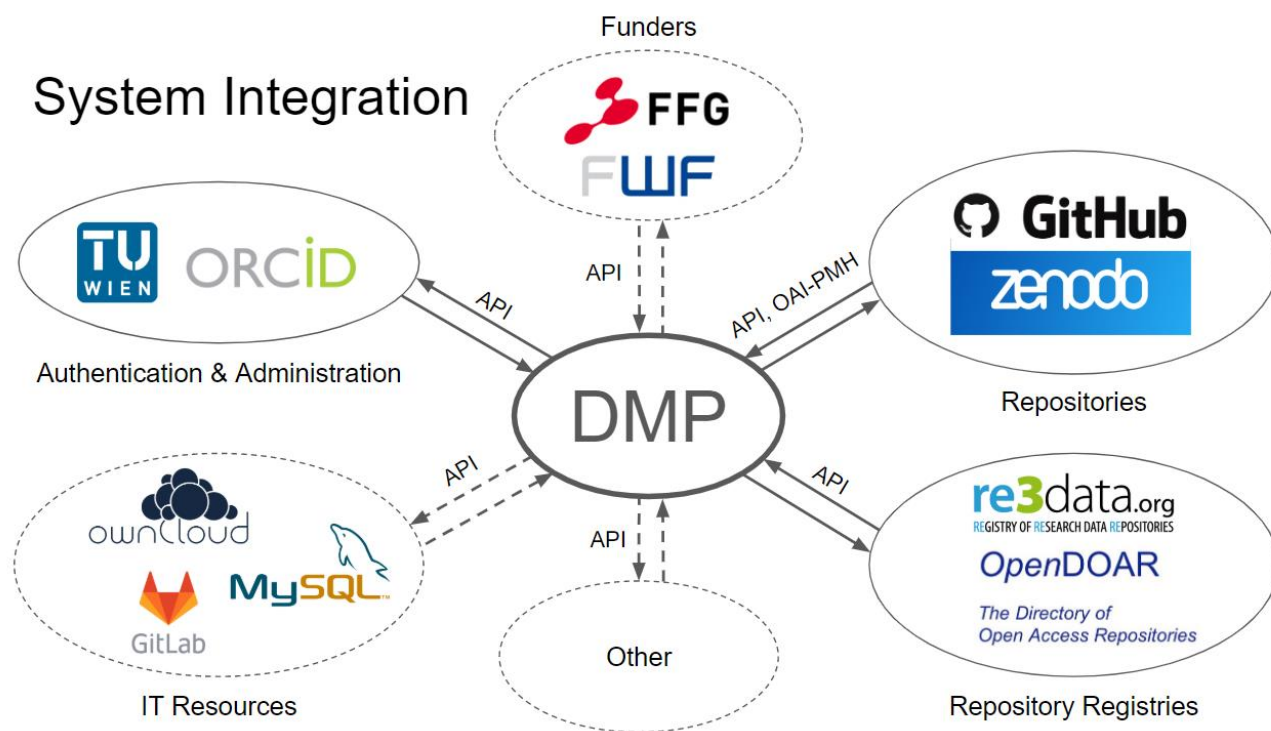 Funders
System Integration
FFG
FWF
TU
WIEN
ORCiD
GitHub
zenodo
API
API
API, OAI-PMH
Authentication & Administration
DMP
Repositories
ownCloud
MySQL™
GitLab
API
API
API
re3data.org
REGISTRY OF RESEARCH DATA REPOSITORIES
OpenDOAR
The Directory of
Open Access Repositories
Other
IT Resources
Repository Registries